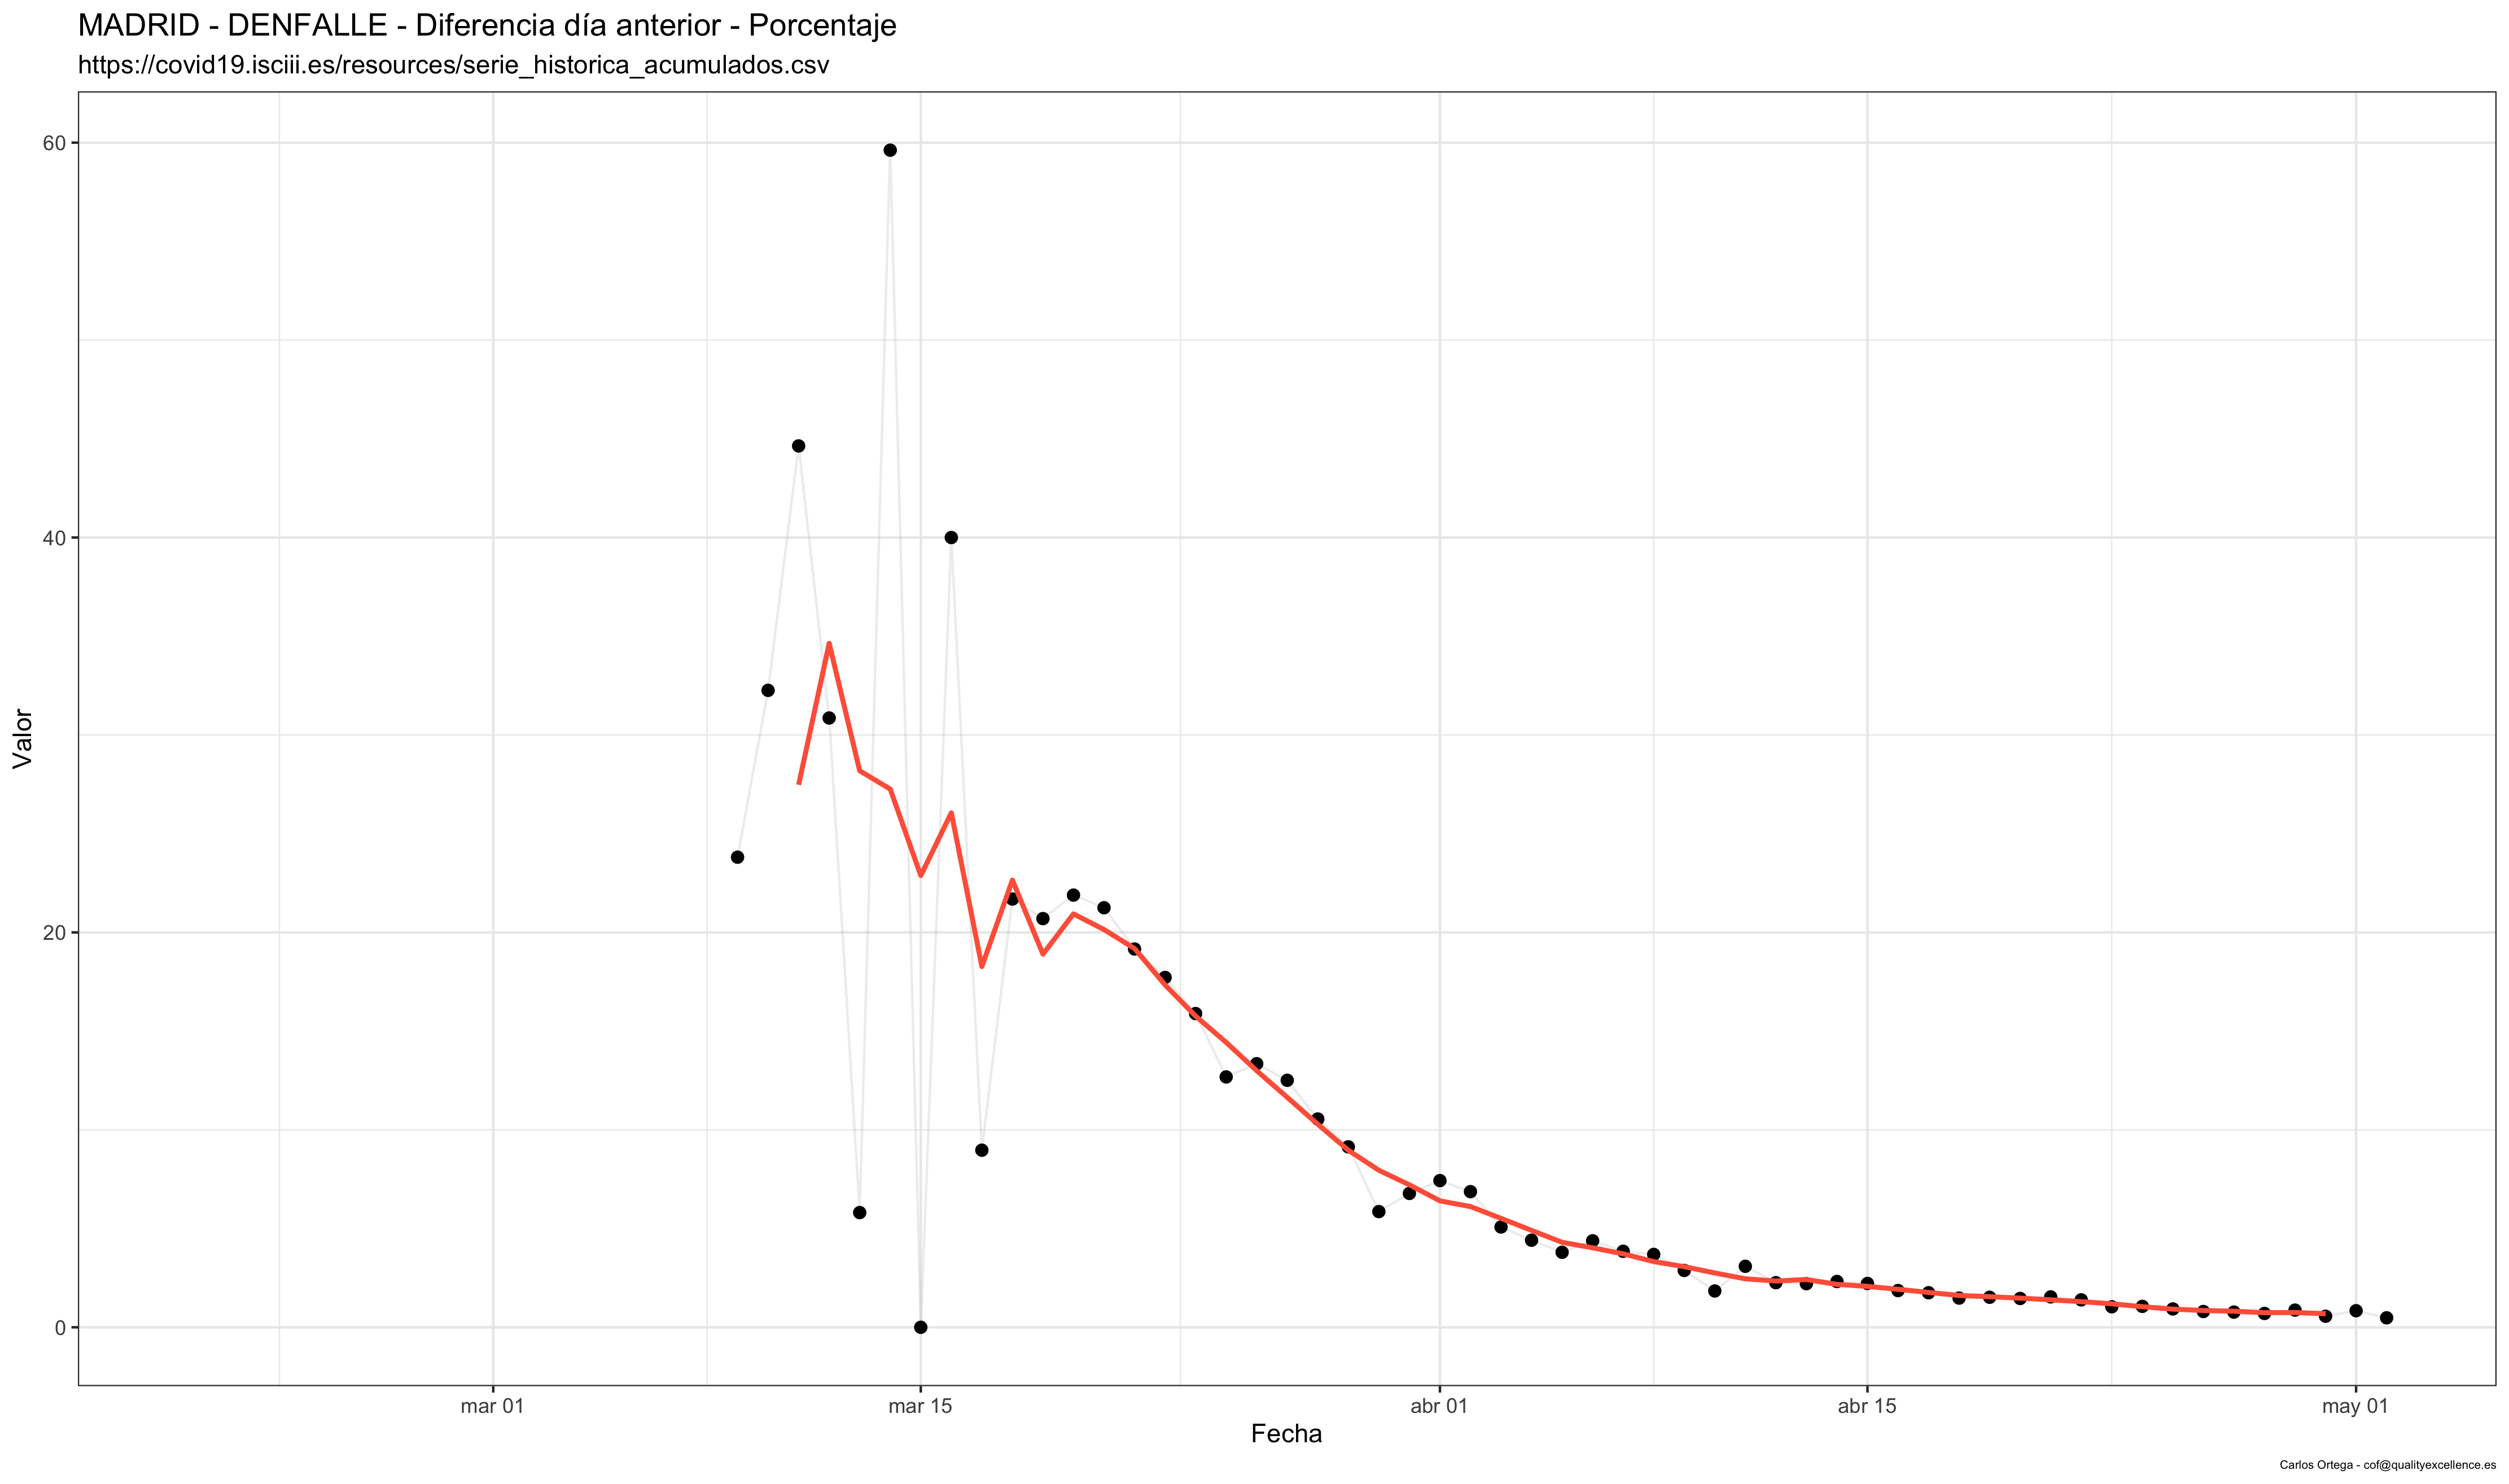 MADRID - DENFALLE - Diferencia día anterior - Porcentaje
https://covid19.isciii.es/resources/serie_historica_acumulados.csv
60
40
20
0
Valor
mar 01
mar 15
abr 01
abr 15
may 01
Fecha
Carlos Ortega - cof@qualityexcellence.es